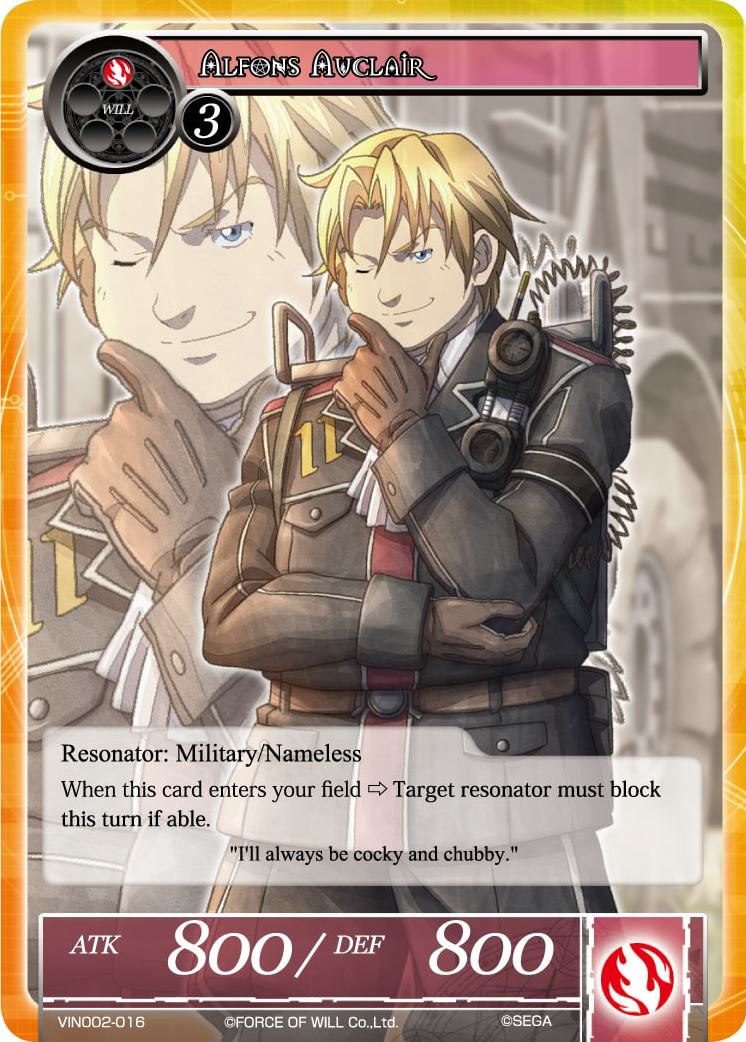 Alfons Auclair
WILL
3
11
11
Resonator: Military/Nameless
When this card enters your field ⇨ Target resonator must block
this turn if able.
"I'll always be cocky and chubby."
ATK 800 / DEF 800
VIN002-016 ©FORCE OF WILL Co.,Ltd. ©SEGA